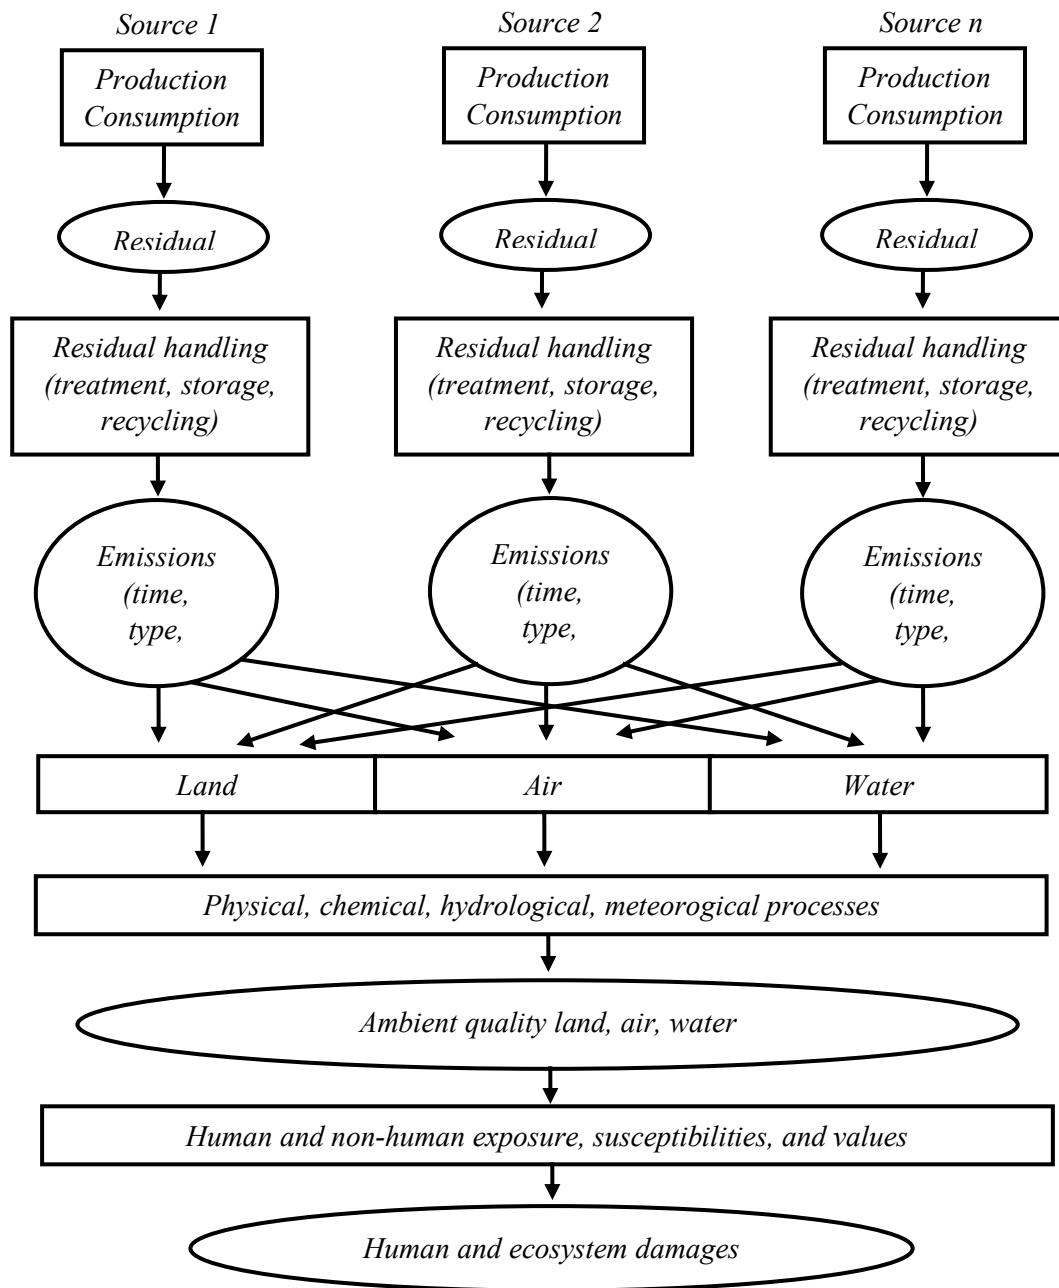 Source 1
Source 2
Source n
Production
Consumption
Production
Consumption
Production
Consumption
Residual
Residual
Residual
Residual handling
(treatment, storage,
recycling)
Residual handling
(treatment, storage,
recycling)
Residual handling
(treatment, storage,
recycling)
Emissions
(time,
type,
Emissions
(time,
type,
Emissions
(time,
type,
Land
Air
Water
Physical, chemical, hydrological, meteorogical processes
Ambient quality land, air, water
Human and non-human exposure, susceptibilities, and values
Human and ecosystem damages